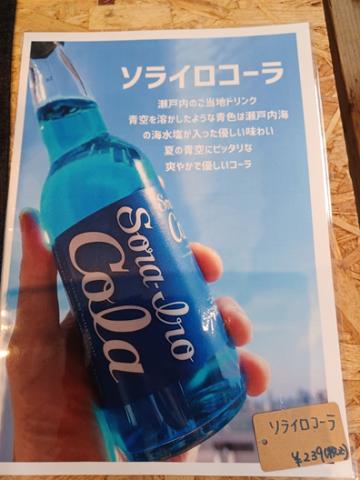 ソライロコーラ
瀬戸内のご当地ドリンク
青空を溶かしたような青色は瀬戸内海
の海水塩が入った優しい味わい
夏の青空にピッタリな
爽やかで優しいコーラ
Sora-Iro
Cola
ソライロコーラ
¥239(税込)